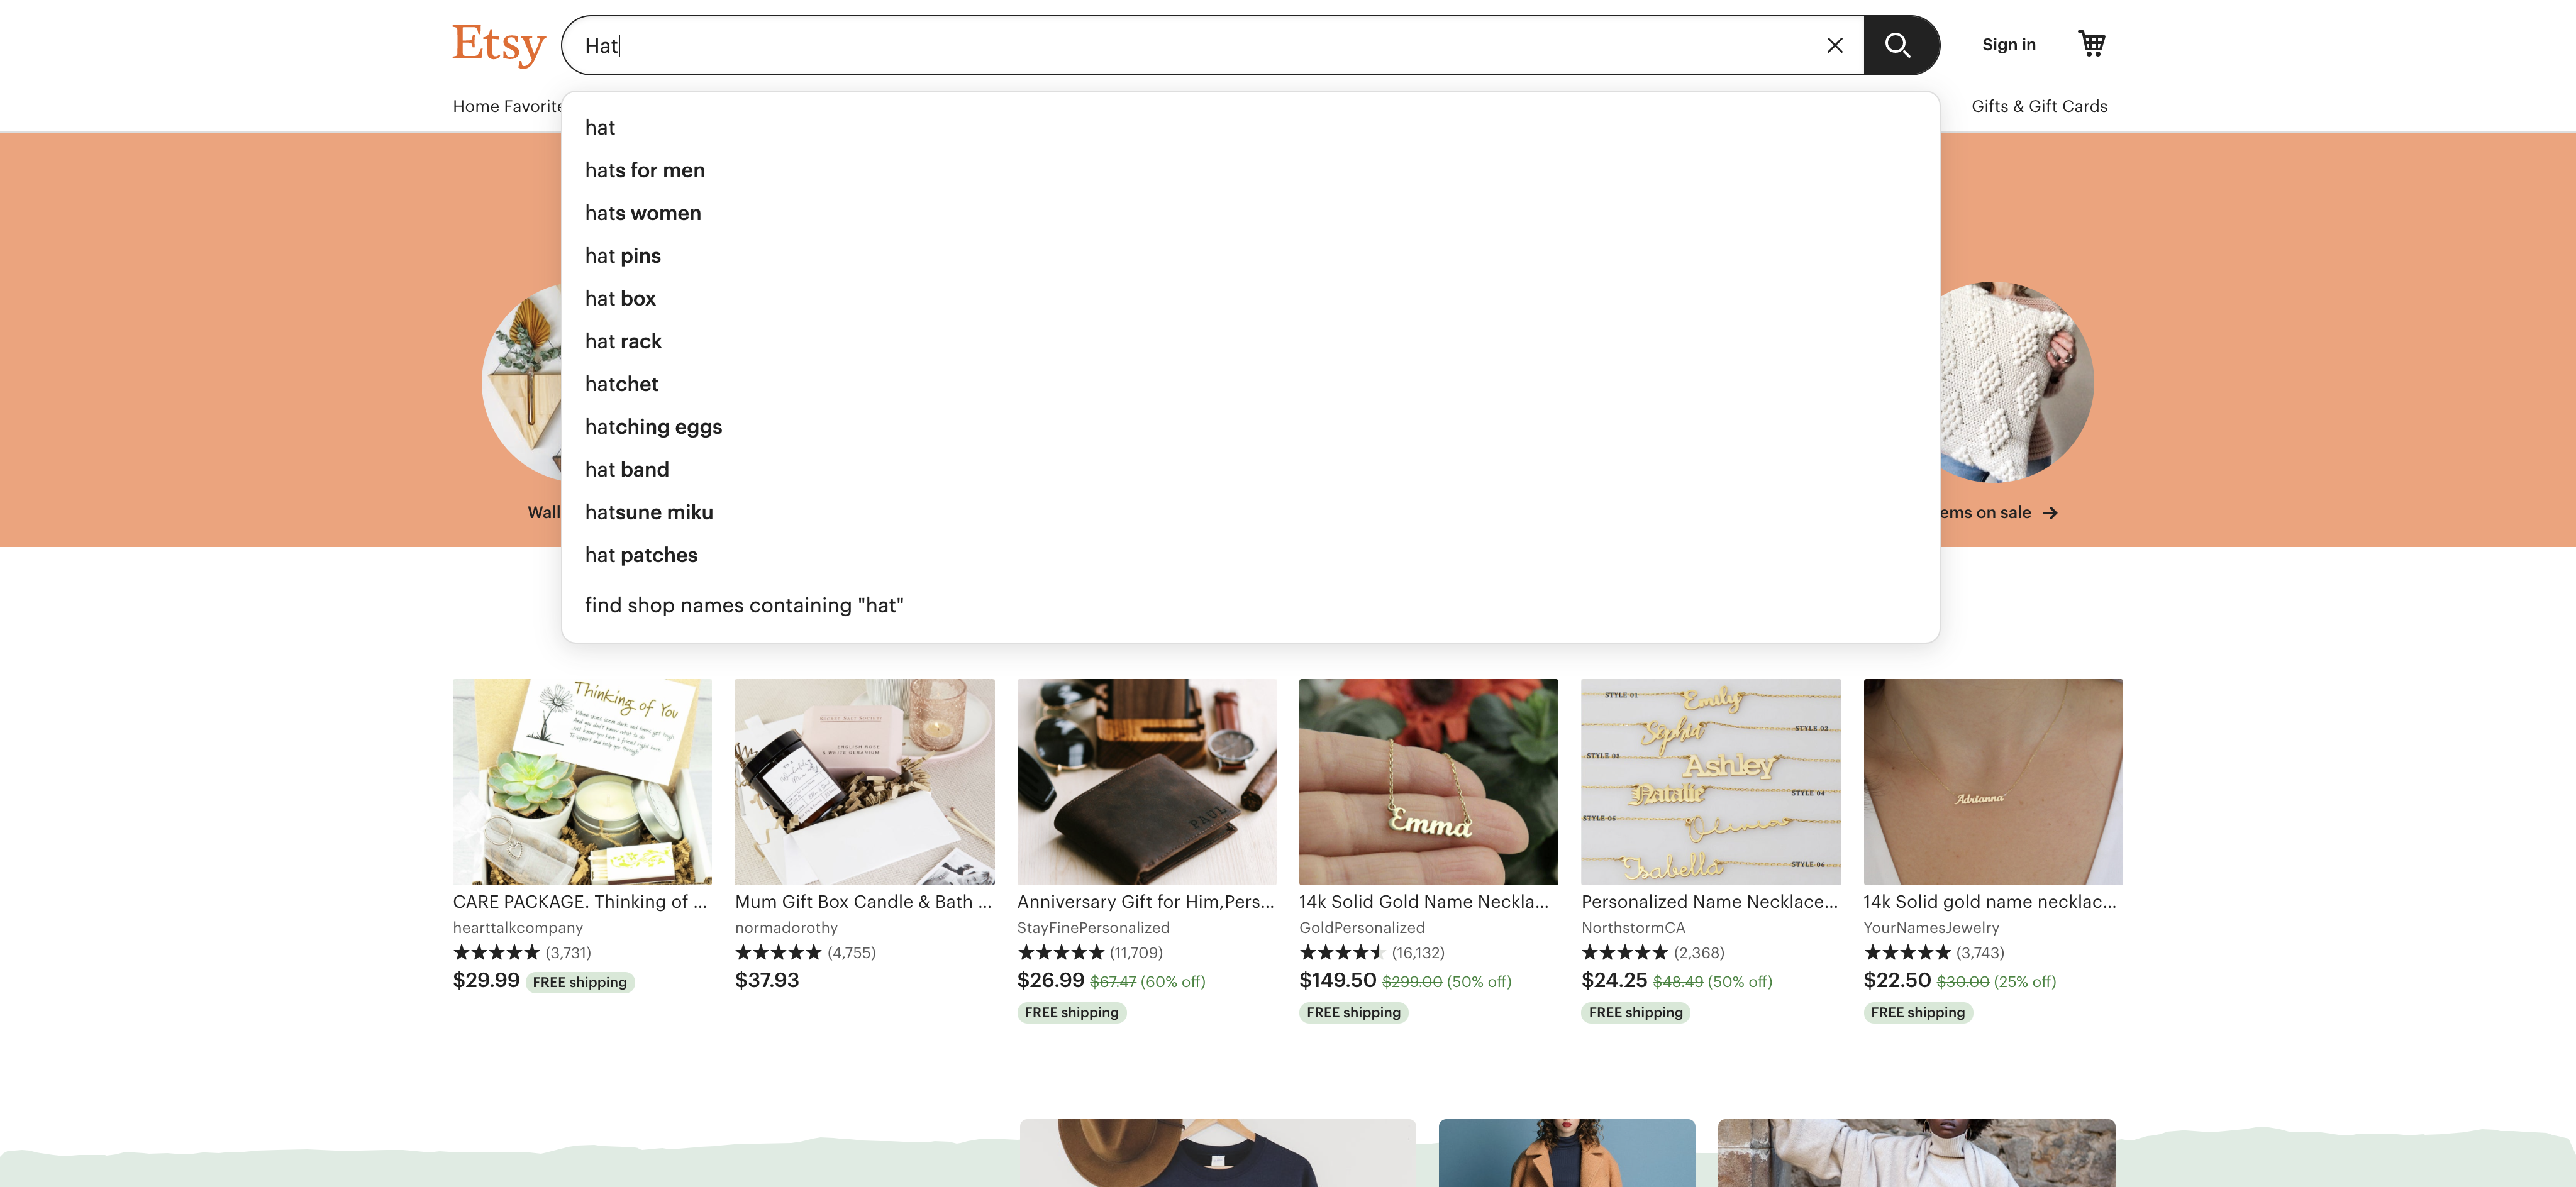 Etsy
Hat
Sign in
Home Favorite
Gifts & Gift Cards
hat
hats for men
hats women
hat pins
hat box
hat rack
hatchet
hatching eggs
hat band
hatsune miku
hat patches
find shop names containing "hat"
Wall
ems on sale
Thinking of You
ENGLISH ROSE
& WHITE GERANIUM
PAUL
Emma
STYLE 01
Emily
STYLE 02
Sophia
STYLE 03
Ashley
STYLE 04
Natalie
STYLE 05
Olivia
STYLE 06
Isabella
Adrianna
CARE PACKAGE. Thinking of ...
hearttalkcompany
(3,731)
$29.99 FREE shipping
Mum Gift Box Candle & Bath ...
normadorothy
(4,755)
$37.93
Anniversary Gift for Him,Pers...
StayFinePersonalized
(11,709)
$26.99 $67.47 (60% off)
FREE shipping
14k Solid Gold Name Neckla...
GoldPersonalized
(16,132)
$149.50 $299.00 (50% off)
FREE shipping
Personalized Name Necklace...
NorthstormCA
(2,368)
$24.25 $48.49 (50% off)
FREE shipping
14k Solid gold name necklac...
YourNamesJewelry
(3,743)
$22.50 $30.00 (25% off)
FREE shipping